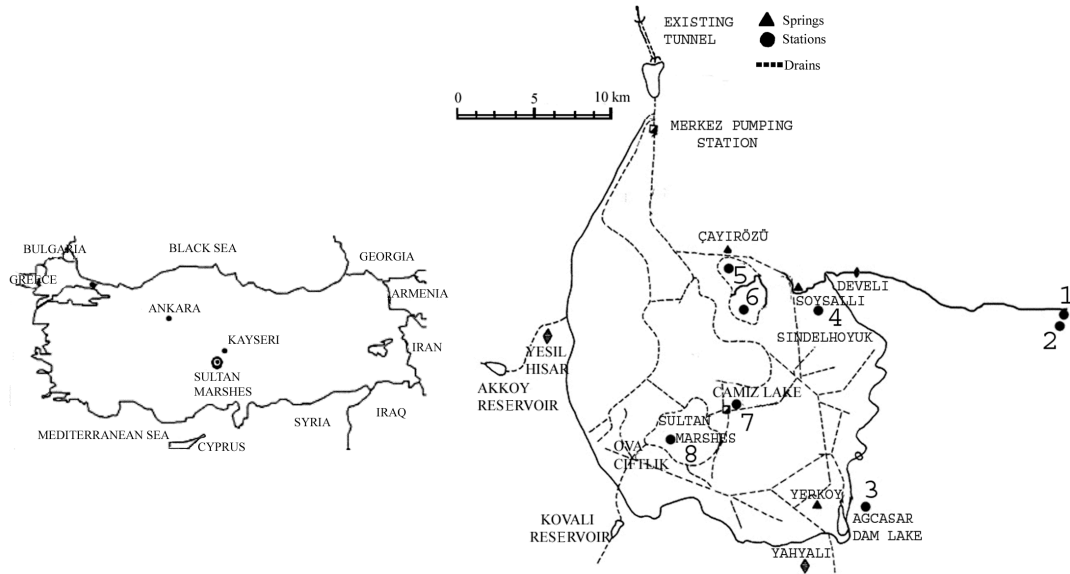 BULGARIA
BLACK SEA
GEORGIA
GREECE
ARMENIA
ANKARA
KAYSERI
IRAN
SULTAN
MARSHES
IRAQ
SYRIA
MEDITERRANEAN SEA
CYPRUS
EXISTING
TUNNEL
Springs
Stations
Drains
0 5 10 km
MERKEZ PUMPING
STATION
ÇAYIRÖZÜ
5
6
DEVELI
SOYSALLI
4
SINDELHOYUK
1
2
YESIL
HISAR
AKKOY
RESERVOIR
CAMIZ LAKE
7
SULTAN
MARSHES
8
OVA
CIFTLIK
YERKOY
3
AGCASAR
DAM LAKE
KOVALI
RESERVOIR
YAHYALI